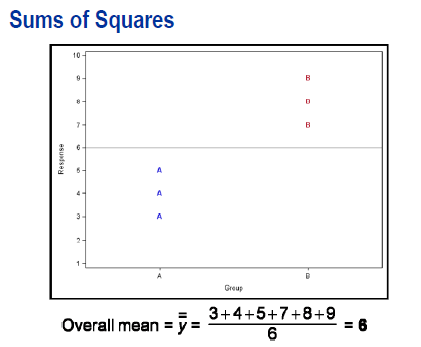 Sums of Squares
10
9
8
7
6
5
4
3
2
1
Response
B
B
B
A
A
A
A
B
Group
Overall mean = y̿ = 3+4+5+7+8+9 / 6 = 6